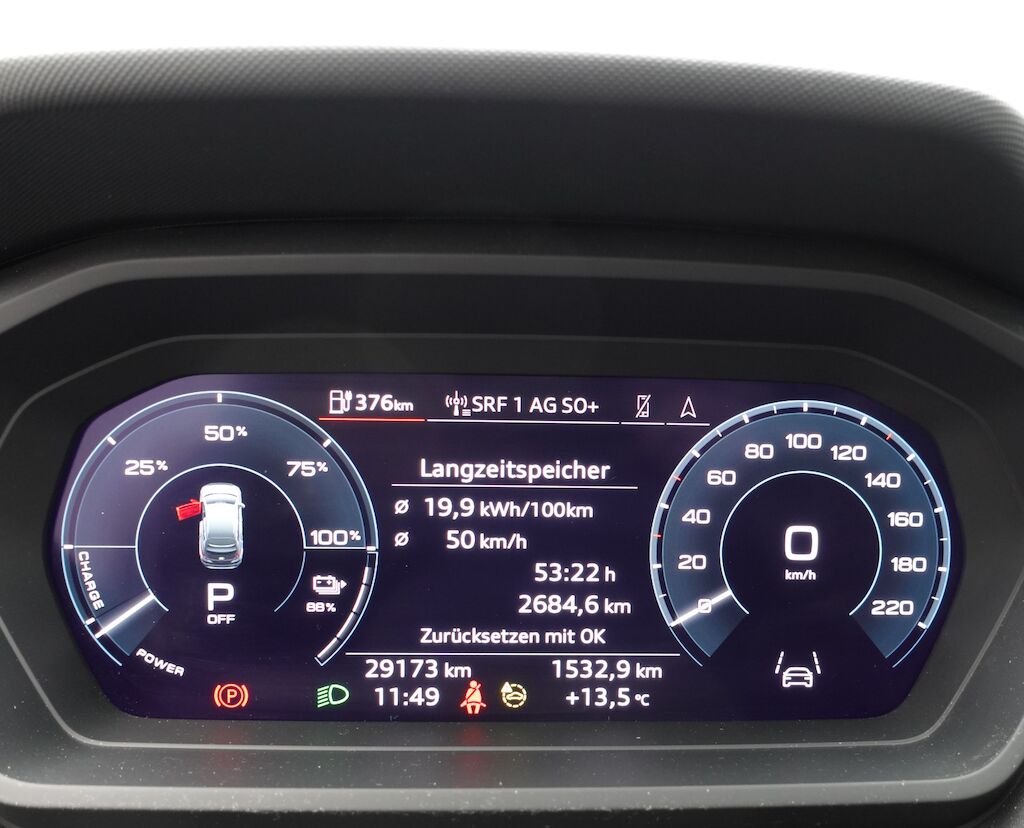 376km SRF 1 AG SO+
50%
25% 75%
100%
CHARGE
POWER
P
OFF
88%
Langzeitspeicher
ø 19,9 kWh/100km
ø 50 km/h
53:22 h
2684,6 km
Zurücksetzen mit OK
29173 km 1532,9 km
(P) 11:49 +13,5 °C
0 20 40 60 80 100 120 140 160 180 220
0
km/h